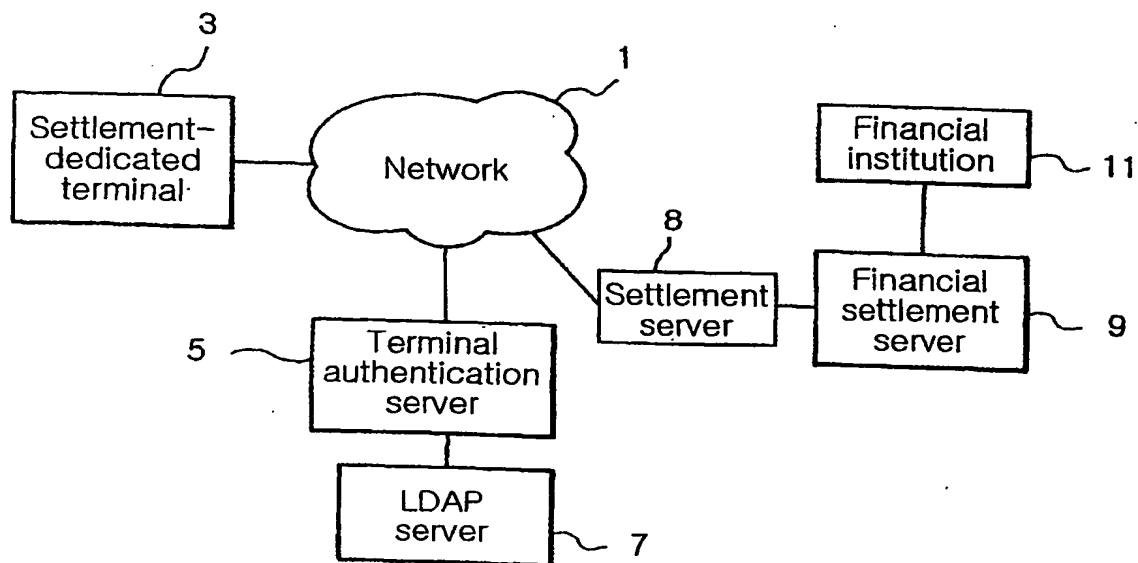 3
Settlement-
dedicated
terminal
1
Network
Financial
institution
11
8
Settlement
server
Financial
settlement
server
9
5
Terminal
authentication
server
LDAP
server
7